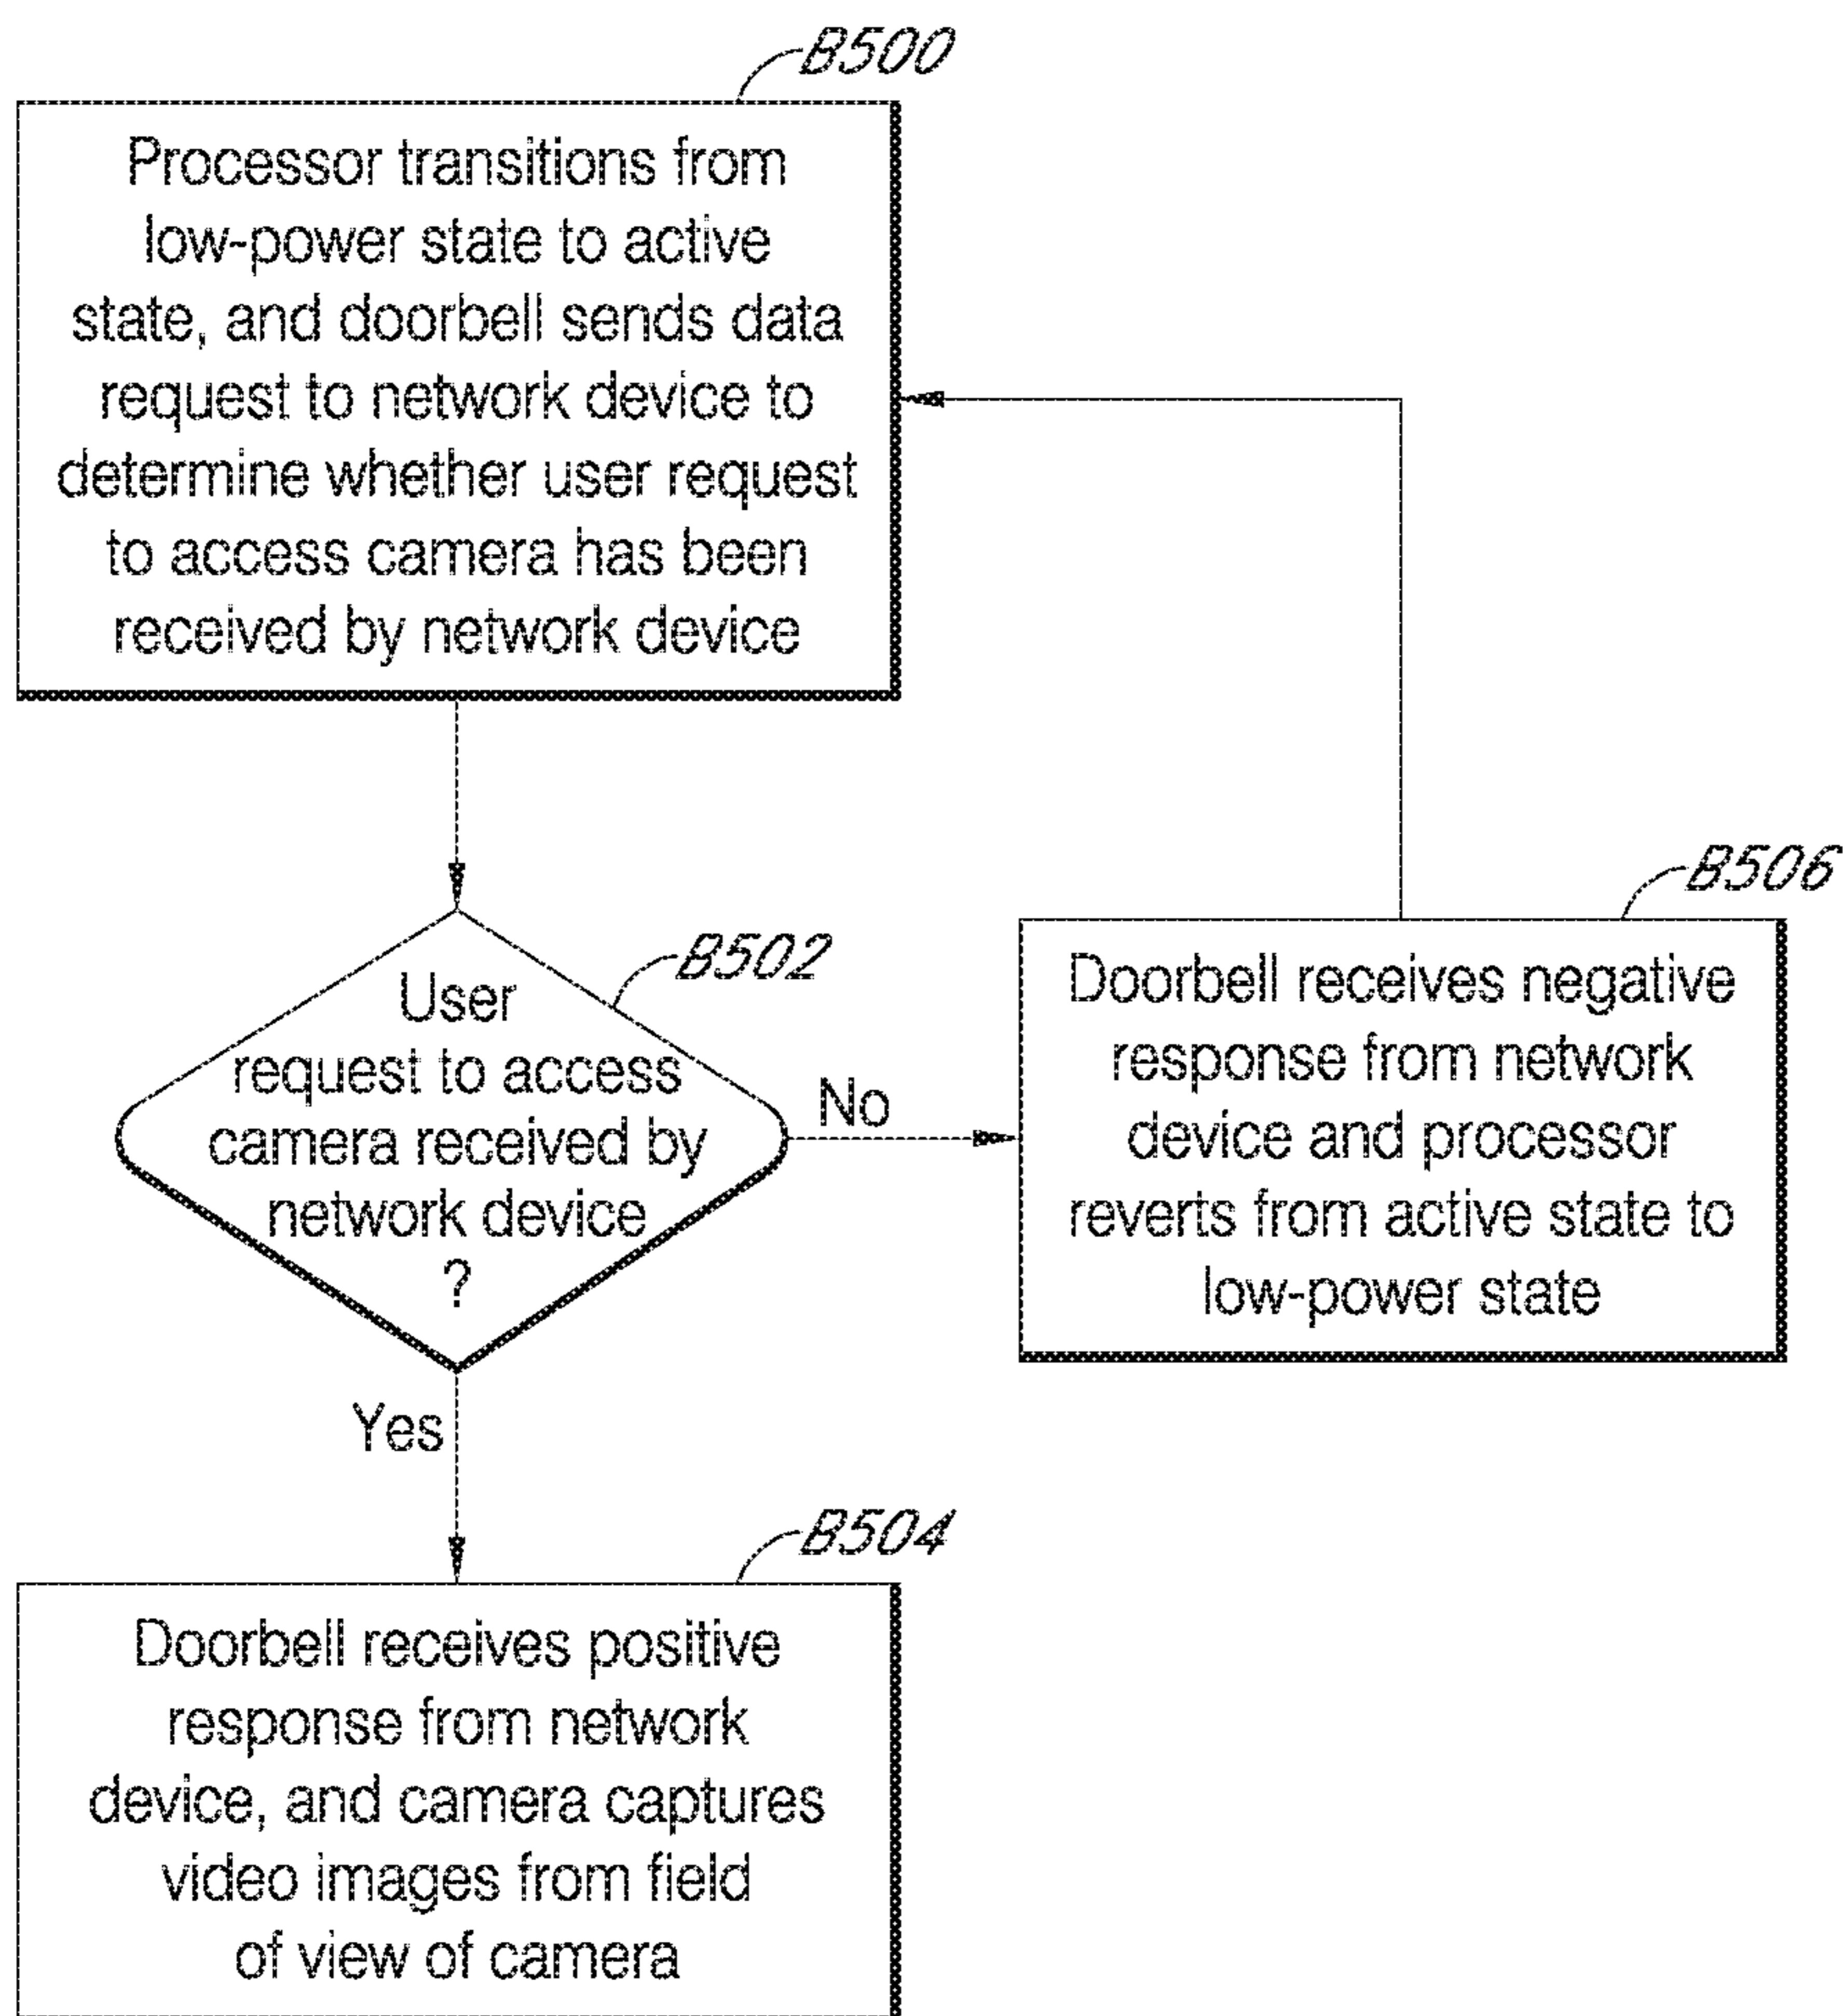 B500
Processor transitions from
low-power state to active
state, and doorbell sends data
request to network device to
determine whether user request
to access camera has been
received by network device
B502
User
request to access
camera received by
network device
?
No
B506
Doorbell receives negative
response from network
device and processor
reverts from active state to
low-power state
Yes
B504
Doorbell receives positive
response from network
device, and camera captures
video images from field
of view of camera